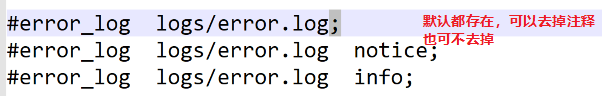 #error_log  logs/error.log;
默认都存在，可以去掉注释
也可不去掉
#error_log  logs/error.log  notice;
#error_log  logs/error.log  info;